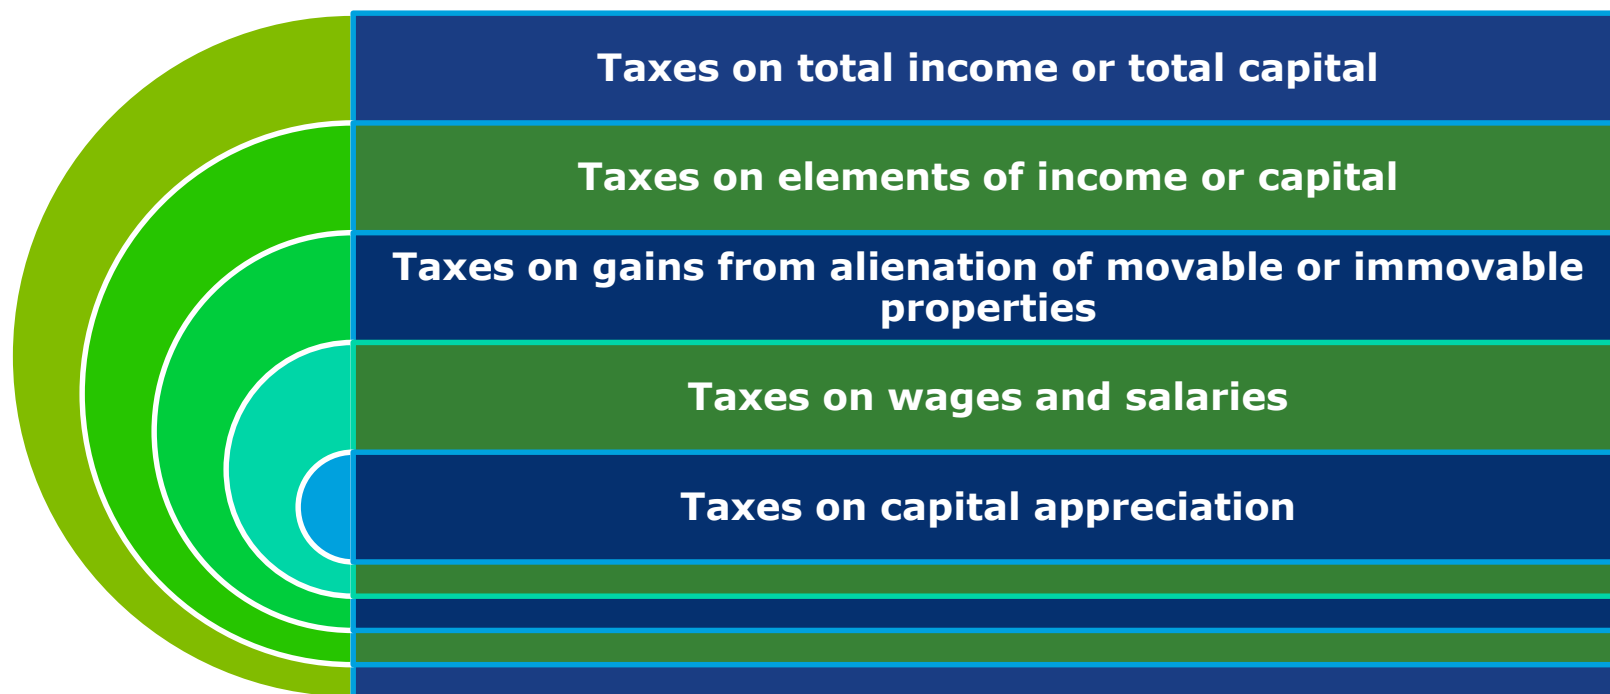 Taxes on total income or total capital
Taxes on elements of income or capital
Taxes on gains from alienation of movable or immovable
properties
Taxes on wages and salaries
Taxes on capital appreciation